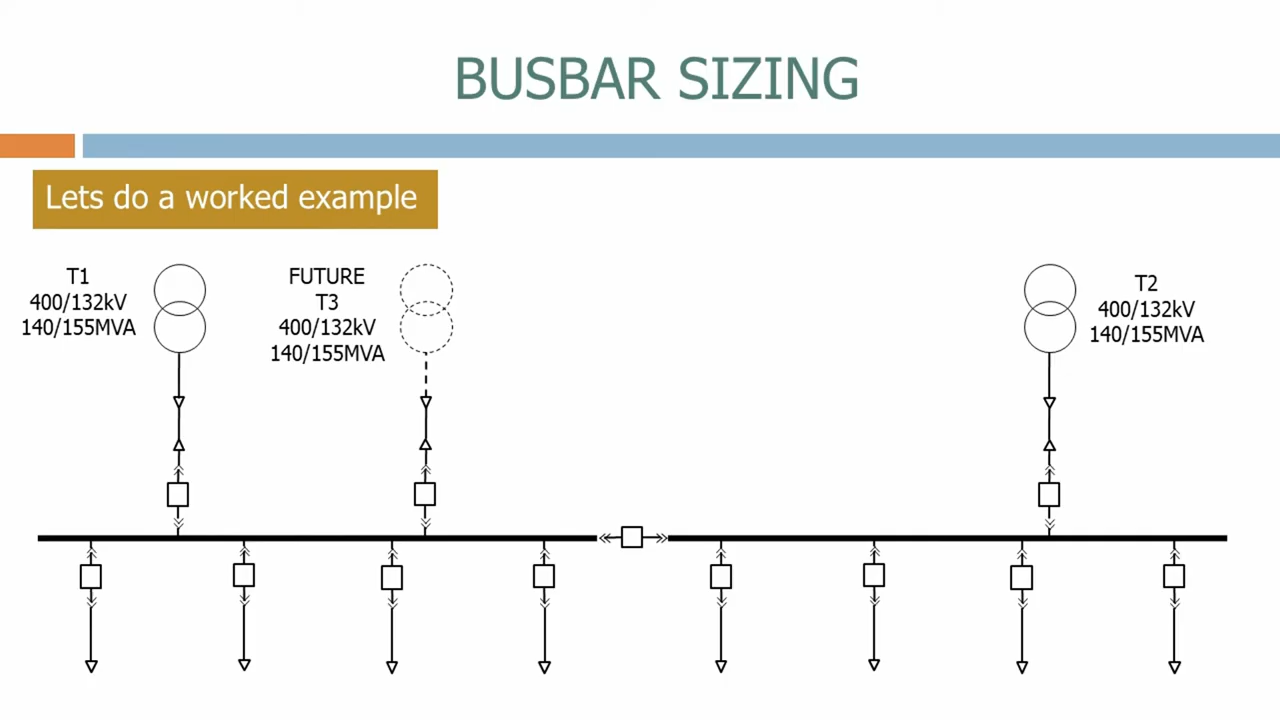 BUSBAR SIZING
Lets do a worked example
T1
400/132kV
140/155MVA
FUTURE
T3
400/132kV
140/155MVA
T2
400/132kV
140/155MVA